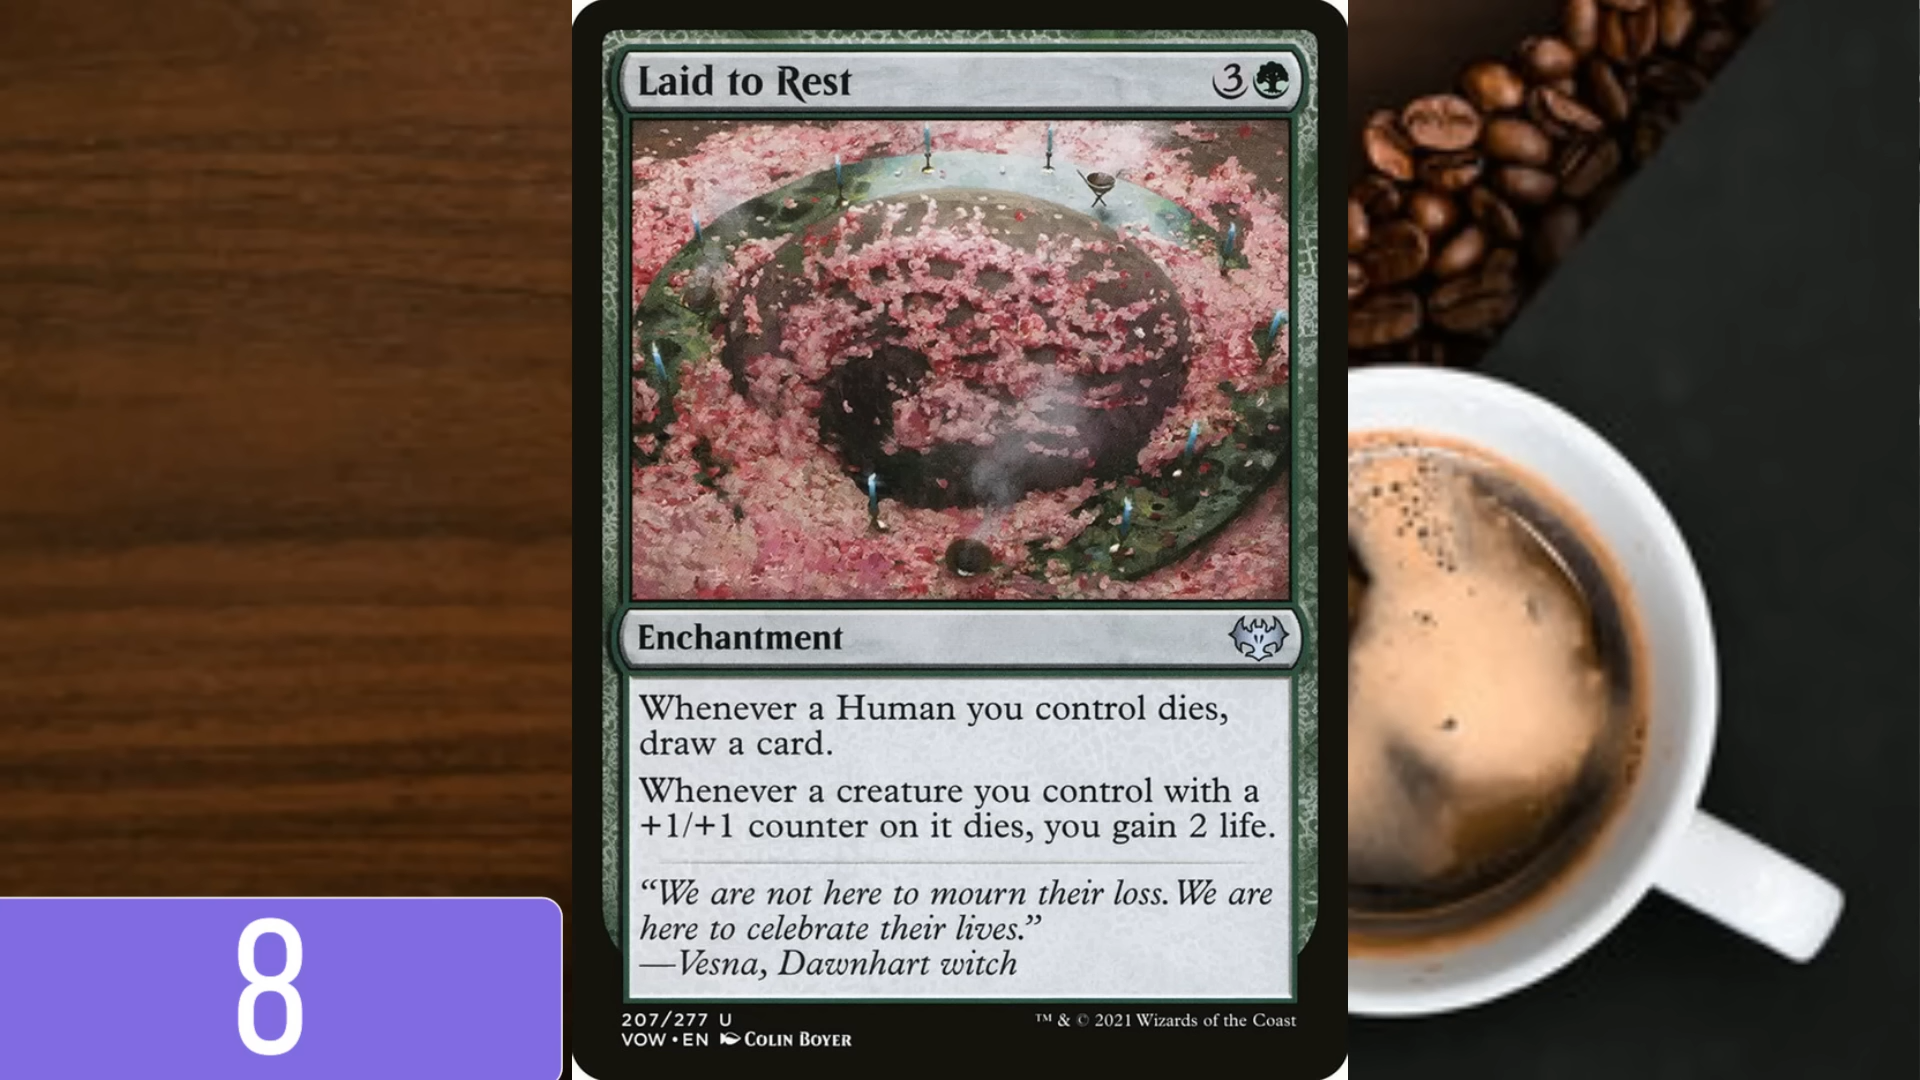 Laid to Rest
3
Enchantment
Whenever a Human you control dies,
draw a card.
Whenever a creature you control with a
+1/+1 counter on it dies, you gain 2 life.
“We are not here to mourn their loss. We are
here to celebrate their lives.”
—Vesna, Dawnhart witch
207/277 U
VOW • EN Colin Boyer
™ & © 2021 Wizards of the Coast
8